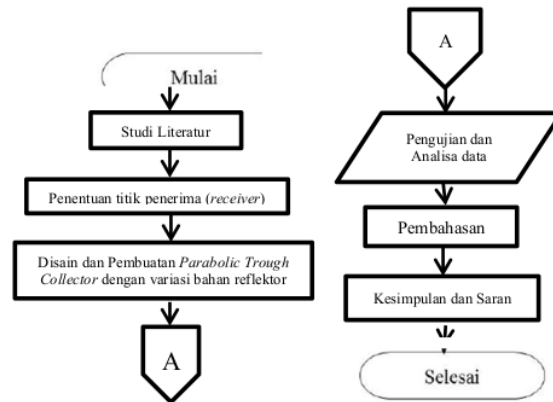 Mulai
Studi Literatur
Penentuan titik penerima (receiver)
Disain dan Pembuatan Parabolic Trough
Collector dengan variasi bahan reflektor
A
A
Pengujian dan
Analisa data
Pembahasan
Kesimpulan dan Saran
Selesai